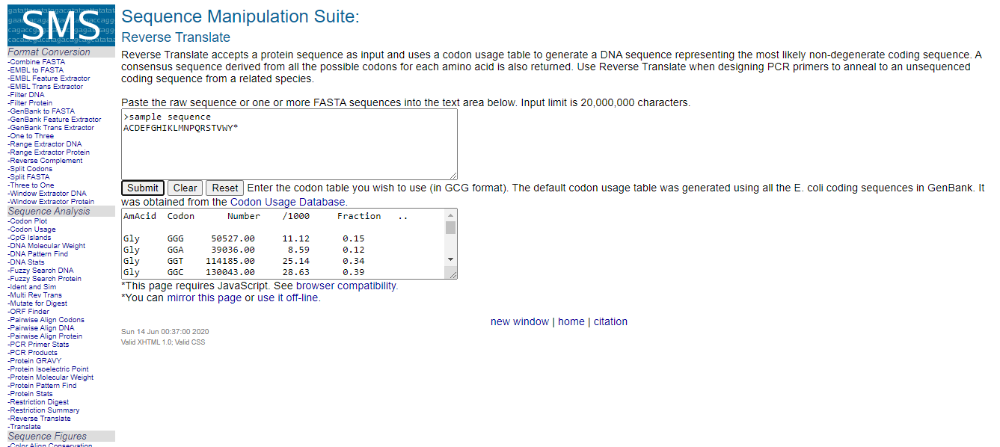 SMS
Sequence Manipulation Suite:
Reverse Translate
Format Conversion
-Combine FASTA
-EMBL to FASTA
-EMBL Feature Extractor
-EMBL Trans Extractor
-Filter DNA
-Filter Protein
-GenBank to FASTA
-GenBank Feature Extractor
-GenBank Trans Extractor
-One to Three
-Range Extractor DNA
-Range Extractor Protein
-Reverse Complement
-Split Codons
-Split FASTA
-Three to One
-Window Extractor DNA
-Window Extractor Protein
Sequence Analysis
-Codon Plot
-Codon Usage
-CpG Islands
-DNA Molecular Weight
-DNA Pattern Find
-DNA Stats
-Fuzzy Search DNA
-Fuzzy Search Protein
-Ident and Sim
-Multi Rev Trans
-Mutate for Digest
-ORF Finder
-Pairwise Align Codons
-Pairwise Align DNA
-Pairwise Align Protein
-PCR Primer Stats
-PCR Products
-Protein GRAVY
-Protein Isoelectric Point
-Protein Molecular Weight
-Protein Pattern Find
-Protein Stats
-Restriction Digest
-Restriction Summary
-Reverse Translate
-Translate
Sequence Figures
-Color Align Conservation
Reverse Translate accepts a protein sequence as input and uses a codon usage table to generate a DNA sequence representing the most likely non-degenerate coding sequence. A
consensus sequence derived from all the possible codons for each amino acid is also returned. Use Reverse Translate when designing PCR primers to anneal to an unsequenced
coding sequence from a related species.
Paste the raw sequence or one or more FASTA sequences into the text area below. Input limit is 20,000,000 characters.
>sample sequence
ACDEFGHIKLMNPQRSTVWY*
Submit Clear Reset Enter the codon table you wish to use (in GCG format). The default codon usage table was generated using all the E. coli coding sequences in GenBank. It
was obtained from the Codon Usage Database.
AmAcid Codon Number /1000 Fraction ..
Gly GGG 50527.00 11.12 0.15
Gly GGA 39036.00 8.59 0.12
Gly GGT 114185.00 25.14 0.34
Gly GGC 130043.00 28.63 0.39
*This page requires JavaScript. See browser compatibility.
*You can mirror this page or use it off-line.
new window | home | citation
Sun 14 Jun 00:37:00 2020
Valid XHTML 1.0; Valid CSS